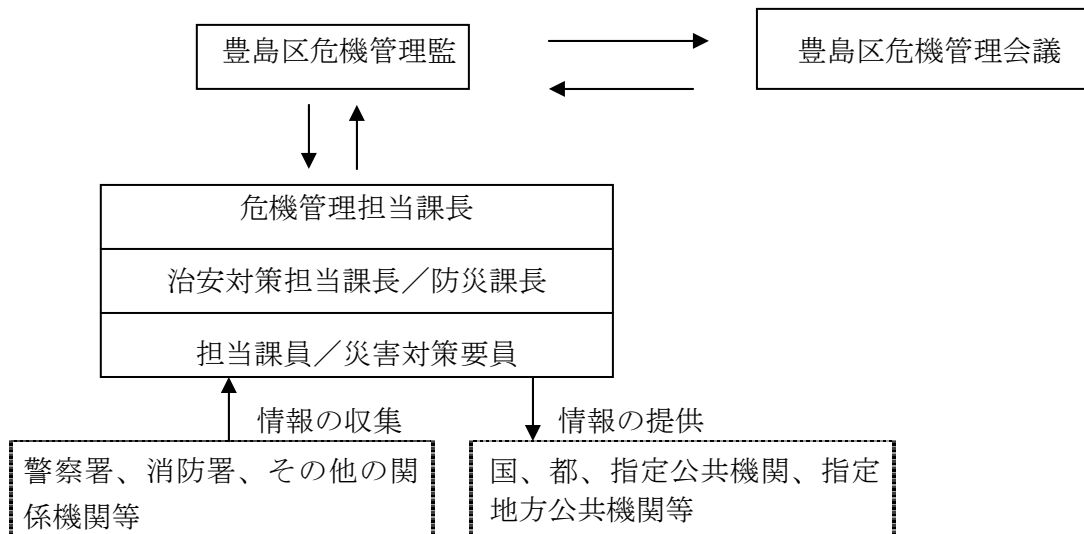 豊島区危機管理監
豊島区危機管理会議
危機管理担当課長
治安対策担当課長／防災課長
担当課員／災害対策要員
情報の収集
情報の提供
警察署、消防署、その他の関
係機関等
国、都、指定公共機関、指定
地方公共機関等